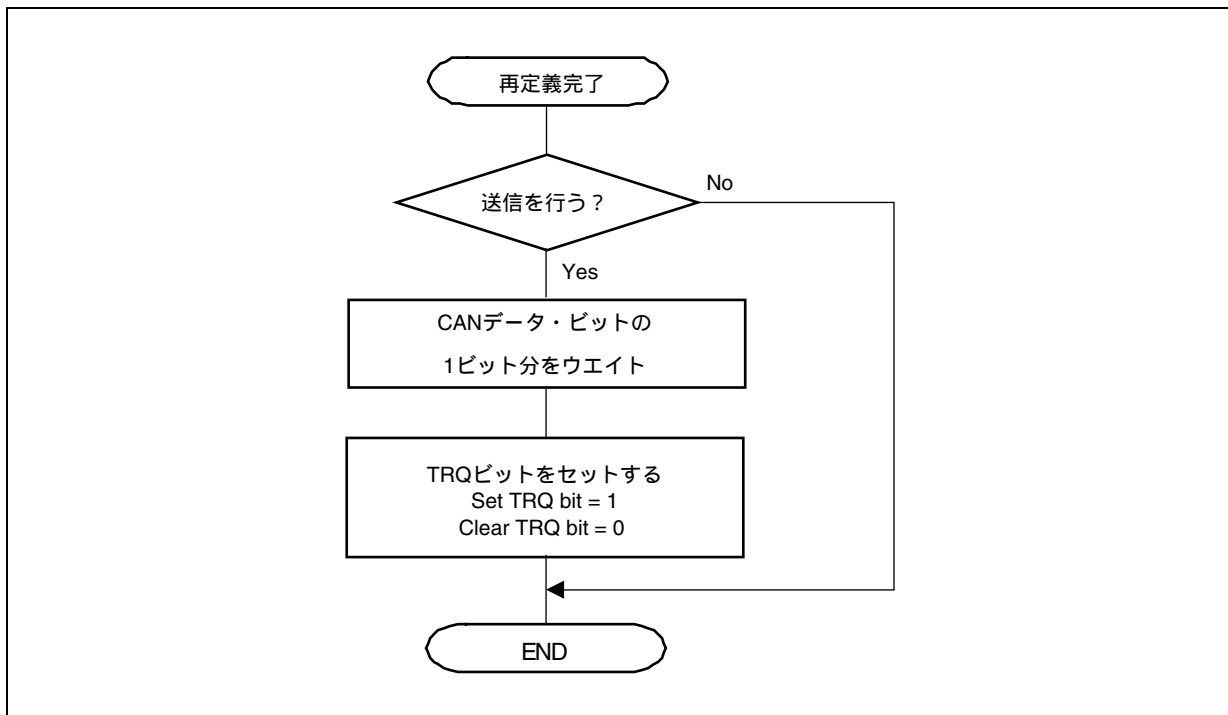 再定義完了
送信を行う？
No
Yes
CANデータ・ビットの
1ビット分をウエイト
TRQビットをセットする
Set TRQ bit = 1
Clear TRQ bit = 0
END